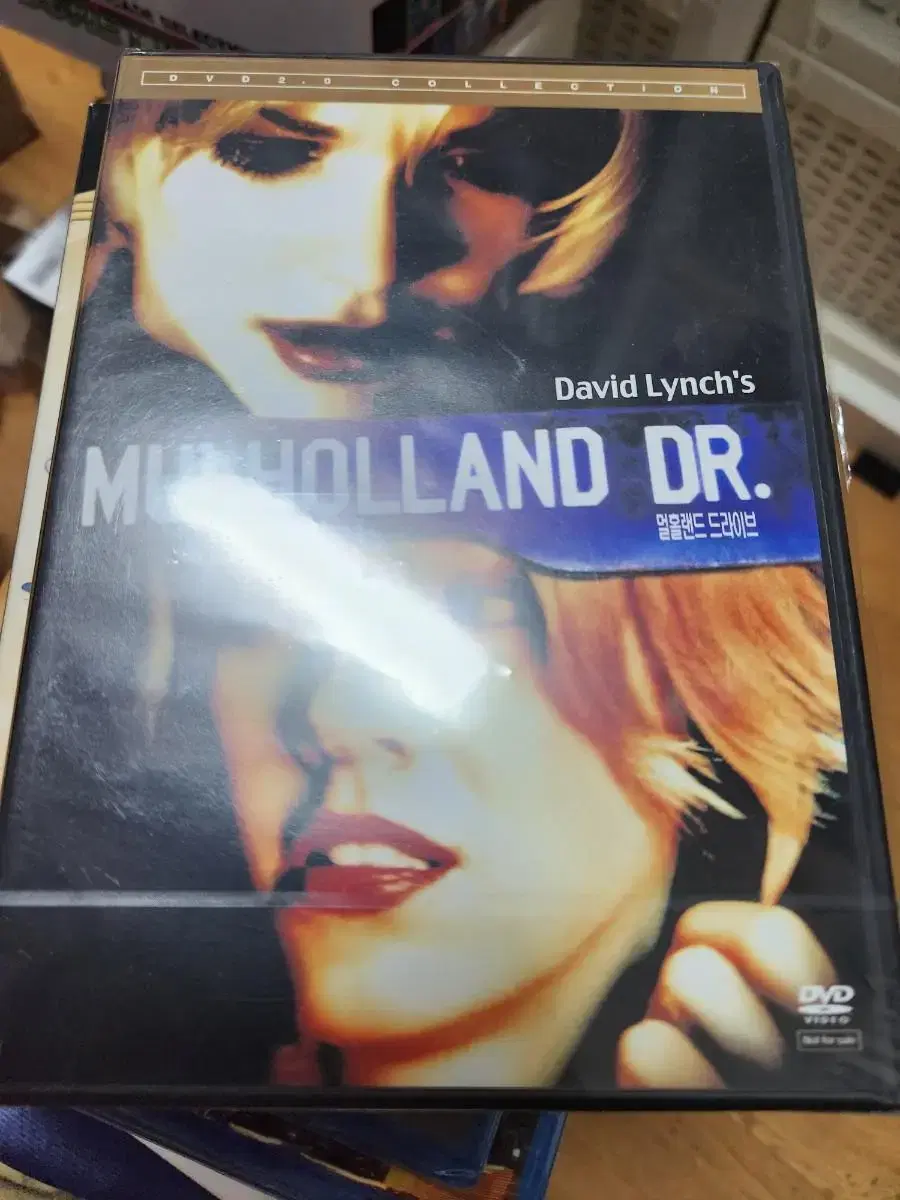 DVD2.0 COLLECTION
David Lynch's
MULHOLLAND DR.
멀홀랜드 드라이브
DVD
VIDEO
Not for sale